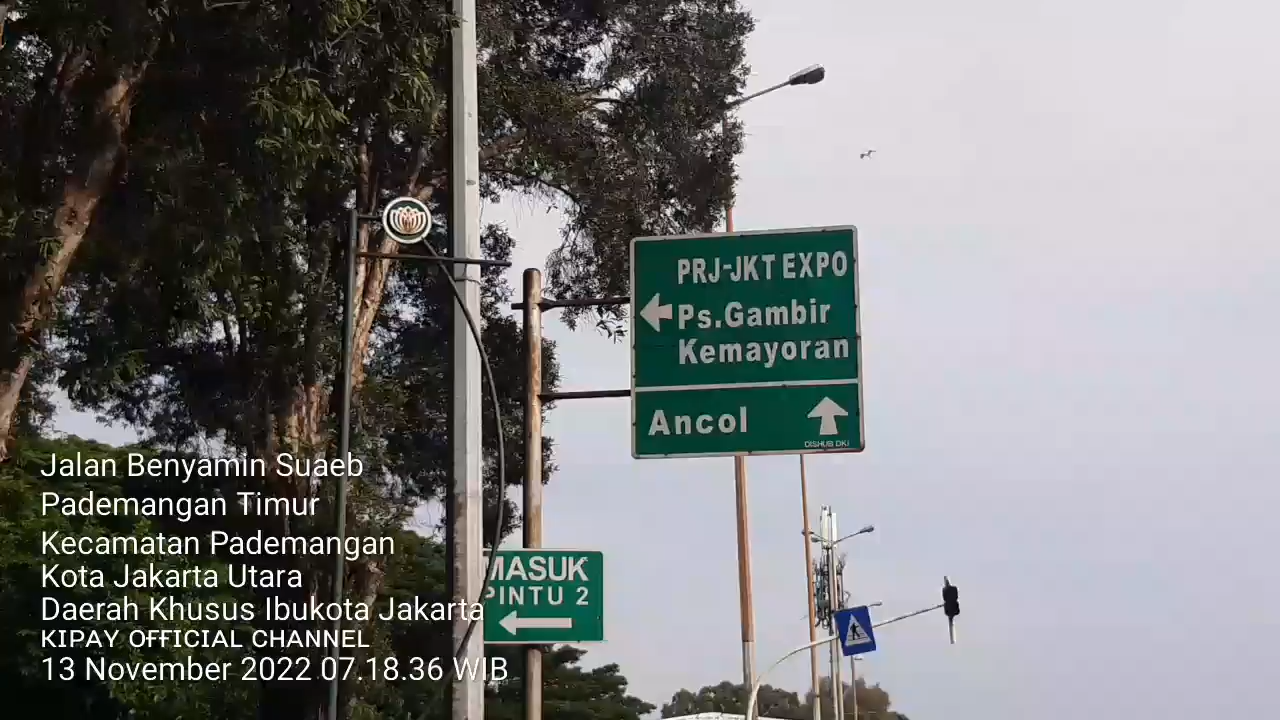 PRJ-JKT EXPO
Ps.Gambir
Kemayoran
Ancol
DISHUB DKI
MASUK
PINTU 2
Jalan Benyamin Suaeb
Pademangan Timur
Kecamatan Pademangan
Kota Jakarta Utara
Daerah Khusus Ibukota Jakarta
KIPAY OFFICIAL CHANNEL
13 November 2022 07.18.36 WIB